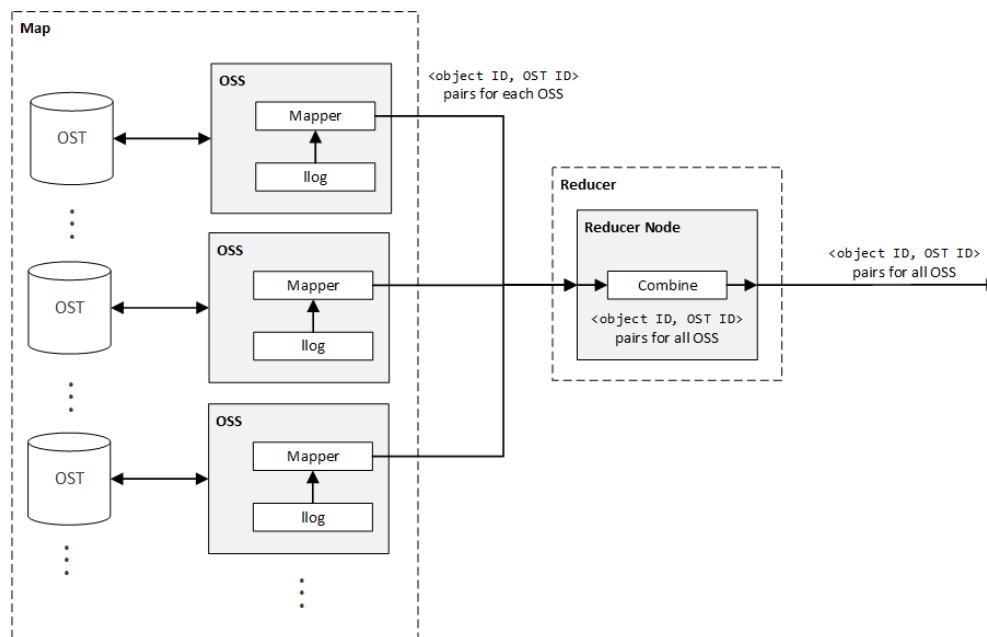 Map
OSS
Mapper
llog
OST
<object ID, OST ID>
pairs for each OSS
OSS
Mapper
llog
OST
OSS
Mapper
llog
OST
Reducer
Reducer Node
Combine
<object ID, OST ID>
pairs for all OSS
<object ID, OST ID>
pairs for all OSS